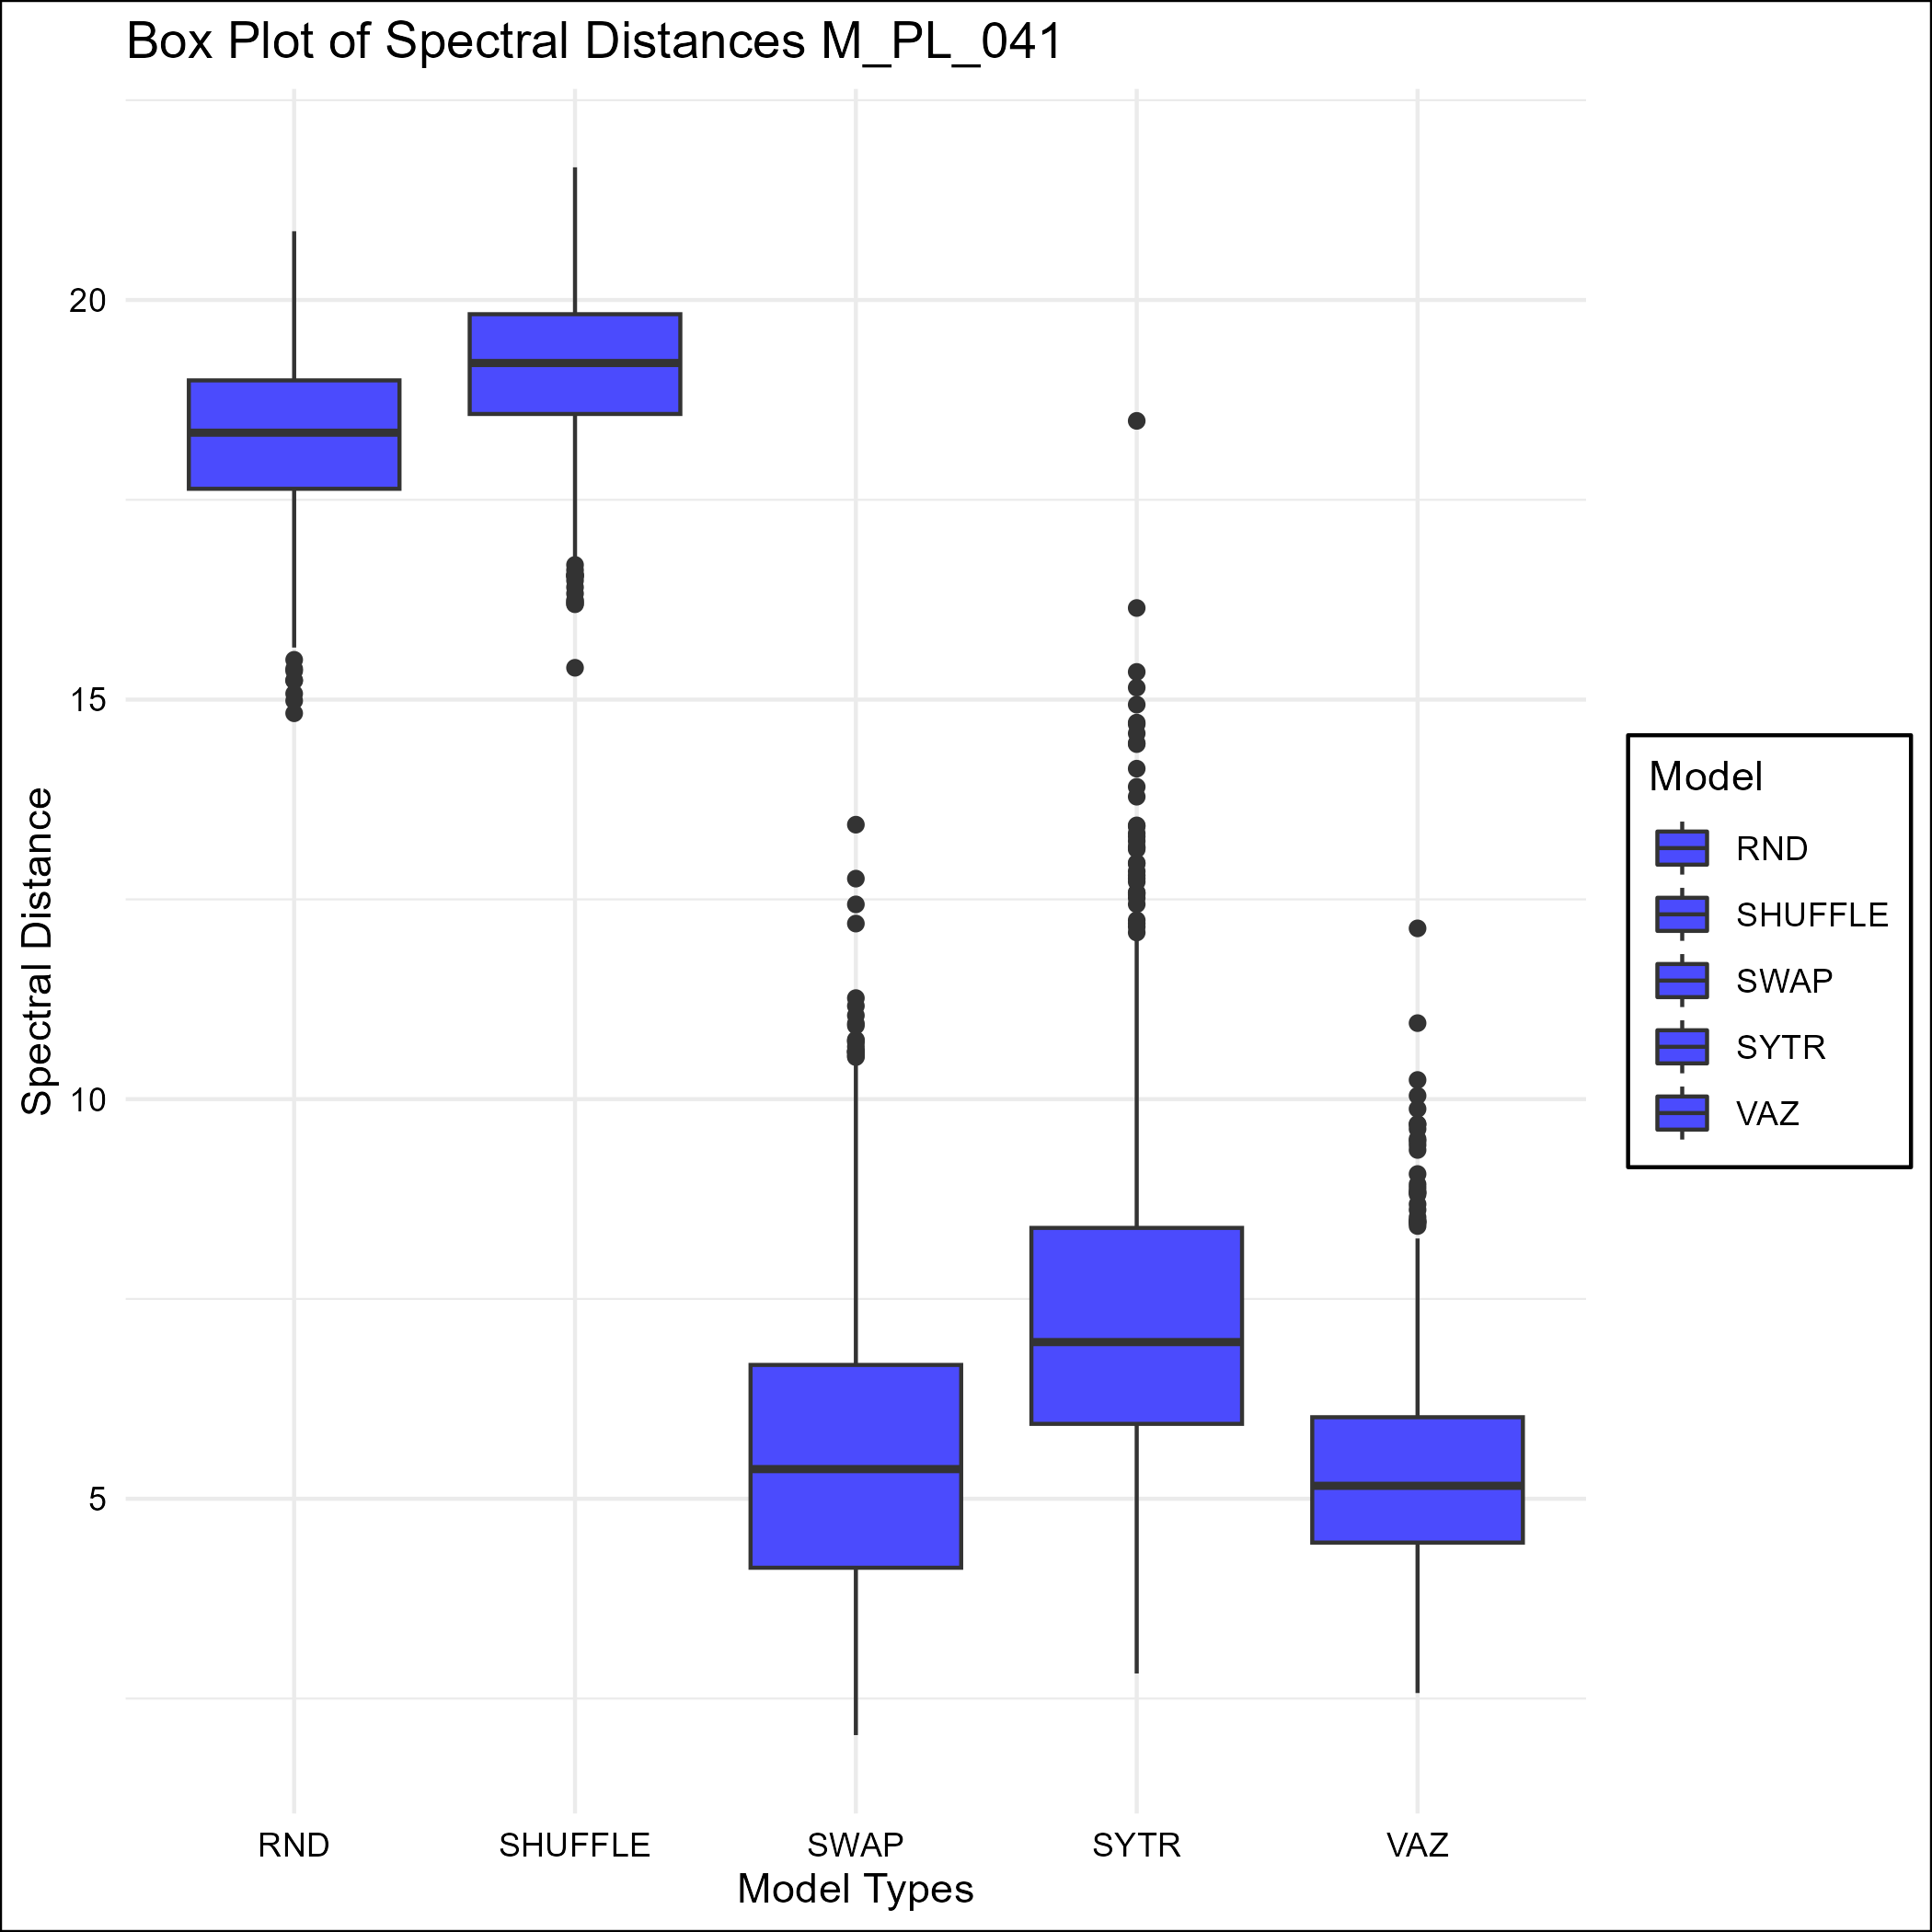 Box Plot of Spectral Distances M_PL_041
Spectral Distance
20
15
10
5
RND
SHUFFLE
SWAP
SYTR
VAZ
Model Types
Model
RND
SHUFFLE
SWAP
SYTR
VAZ